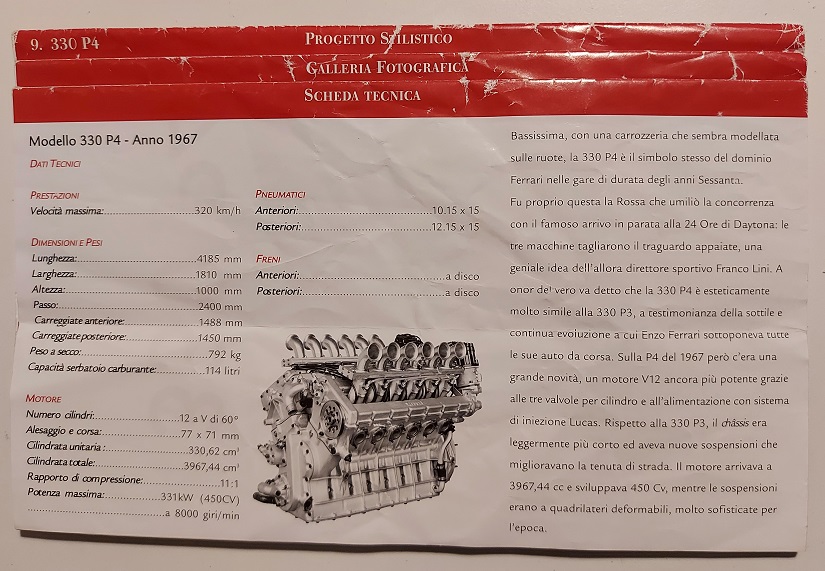 9. 330 P4
PROGETTO STILISTICO
GALLERIA FOTOGRAFICA
SCHEDA TECNICA
Modello 330 P4 - Anno 1967
DATI TECNICI
PRESTAZIONI
Velocità massima:...320 km/h
DIMENSIONI E PESI
Lunghezza:...4185 mm
Larghezza:...1810 mm
Altezza:...1000 mm
Passo:...2400 mm
Carreggiate anteriore:...1488 mm
Carreggiate posteriore:...1450 mm
Peso a secco:...792 kg
Capacità serbatoio carburante:...114 litri
MOTORE
Numero cilindri:...12 a V di 60°
Alesaggio e corsa:...77 x 71 mm
Cilindrata unitaria :...330,62 cm³
Cilindrata totale:...3967,44 cm³
Rapporto di compressione:...11:1
Potenza massima:...331kW (450CV)
...a 8000 giri/min
PNEUMATICI
Anteriori:...10.15 x 15
Posteriori:...12.15 x 15
FRENI
Anteriori:...a disco
Posteriori:...a disco
Bassissima, con una carrozzeria che sembra modellata
sulle ruote, la 330 P4 è il simbolo stesso del dominio
Ferrari nelle gare di durata degli anni Sessanta.
Fu proprio questa la Rossa che umiliò la concorrenza
con il famoso arrivo in parata alla 24 Ore di Daytona: le
tre macchine tagliarono il traguardo appaiate, una
geniale idea dell'allora direttore sportivo Franco Lini. A
onor del vero va detto che la 330 P4 è esteticamente
molto simile alla 330 P3, a testimonianza della sottile e
continua evoluzione a cui Enzo Ferrari sottoponeva tutte
le sue auto da corsa. Sulla P4 del 1967 però c'era una
grande novità, un motore V12 ancora più potente grazie
alle tre valvole per cilindro e all'alimentazione con sistema
di iniezione Lucas. Rispetto alla 330 P3, il châssis era
leggermente più corto ed aveva nuove sospensioni che
miglioravano la tenuta di strada. Il motore arrivava a
3967,44 cc e sviluppava 450 Cv, mentre le sospensioni
erano a quadrilateri deformabili, molto sofisticate per
l'epoca.